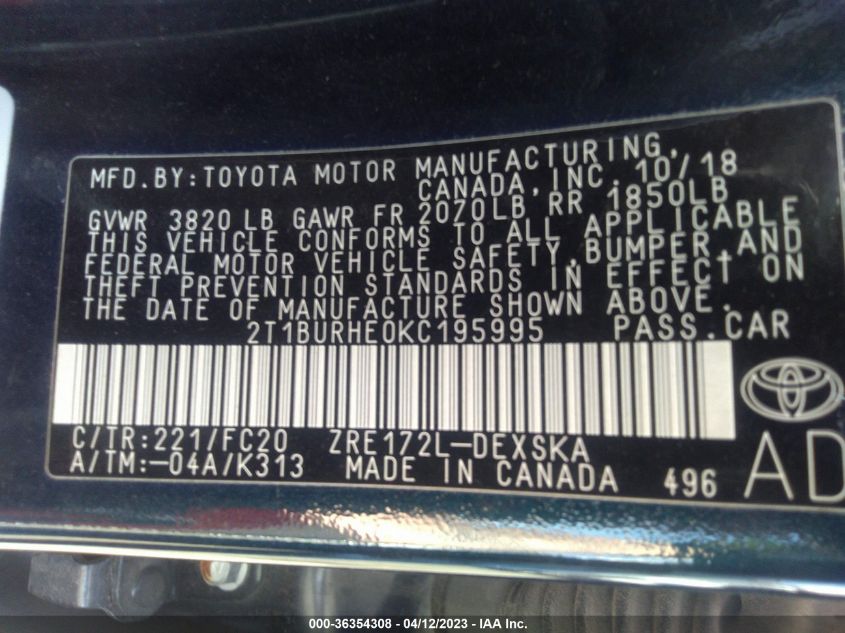 MFD.BY:TOYOTA MOTOR MANUFACTURING,
CANADA,INC. 10/18
GVWR 3820 LB GAWR FR 2070LB,RR 1850LB
THIS VEHICLE CONFORMS TO ALL APPLICABLE
FEDERAL MOTOR VEHICLE SAFETY,BUMPER,AND
THEFT PREVENTION STANDARDS IN EFFECT ON
THE DATE OF MANUFACTURE SHOWN ABOVE.
2T1BURHE0KC195995 PASS.CAR
C/TR:221/FC20 ZRE172L-DEXSKA
A/TM:-04A/K313 MADE IN CANADA 496 AD
000-36354308 - 04/12/2023 - IAA Inc.